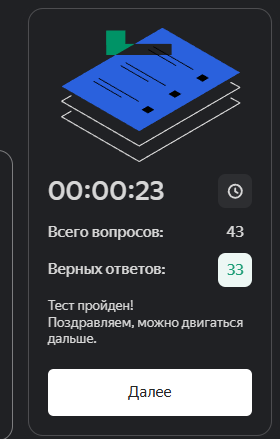 00:00:23
Всего вопросов: 43
Верных ответов: 33
Тест пройден!
Поздравляем, можно двигаться
дальше.
Далее